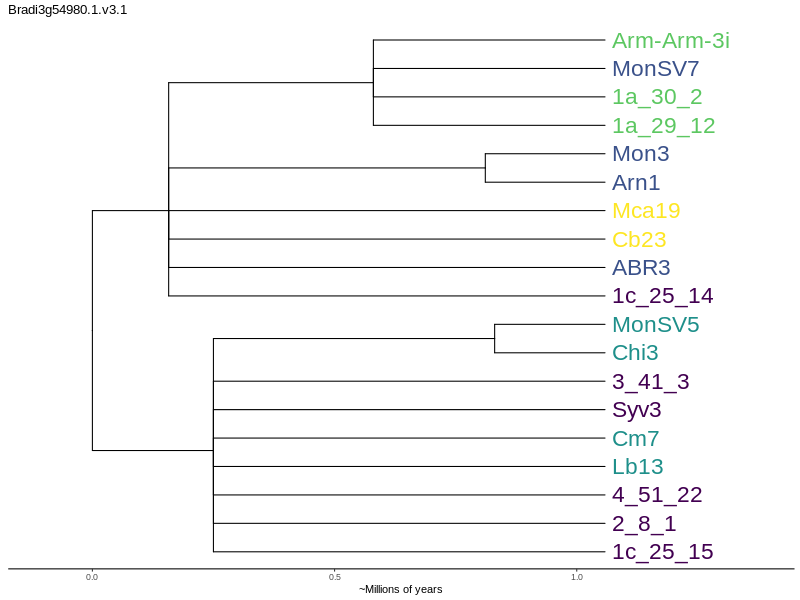 Bradi3g54980.1.v3.1
Arm-Arm-3i
MonSV7
1a_30_2
1a_29_12
Mon3
Arn1
Mca19
Cb23
ABR3
1c_25_14
MonSV5
Chi3
3_41_3
Syv3
Cm7
Lb13
4_51_22
2_8_1
1c_25_15
0.0 0.5 1.0
~Millions of years